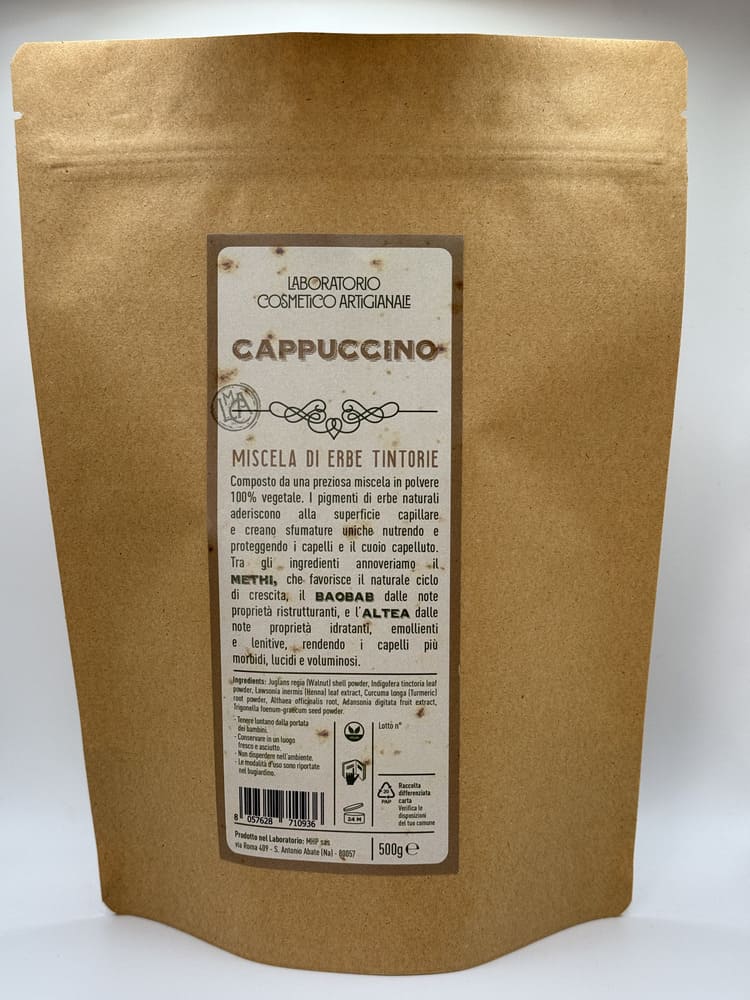 LABORATORIO
COSMETICO ARTIGIANALE
CAPPUCCINO
LMCA
MISCELA DI ERBE TINTORIE
Composto da una preziosa miscela in polvere
100% vegetale. I pigmenti di erbe naturali
aderiscono alla superficie capillare
e creano sfumature uniche nutrendo e
proteggendo i capelli e il cuoio capelluto.
Tra gli ingredienti annoveriamo il
METHI, che favorisce il naturale ciclo
di crescita, il BAOBAB dalle note
proprietà ristrutturanti, e l'ALTEA dalle
note proprietà idratanti, emollienti
e lenitive, rendendo i capelli più
morbidi, lucidi e voluminosi.
Ingredients: Juglans regia (Walnut) shell powder, Indigofera tinctoria leaf
powder, Lawsonia inermis (Henna) leaf extract, Curcuma longa (Turmeric)
root powder, Althaea officinalis root, Adansonia digitata fruit extract,
Trigonella foenum-graecum seed powder.
- Tenere lontano dalla portata
dei bambini.
- Conservare in un luogo
fresco e asciutto.
- Non disperdere nell'ambiente.
- Le modalità d'uso sono riportate
nel bugiardino.
Lotto n°
24 M
20
PAP
Raccolta
differenziata
carta
Verifica le
disposizioni
del tuo comune
8 057628 710936
Prodotto nel Laboratorio: MHP sas
via Roma 409 - S. Antonio Abate (Na) - 80057
500g ℮